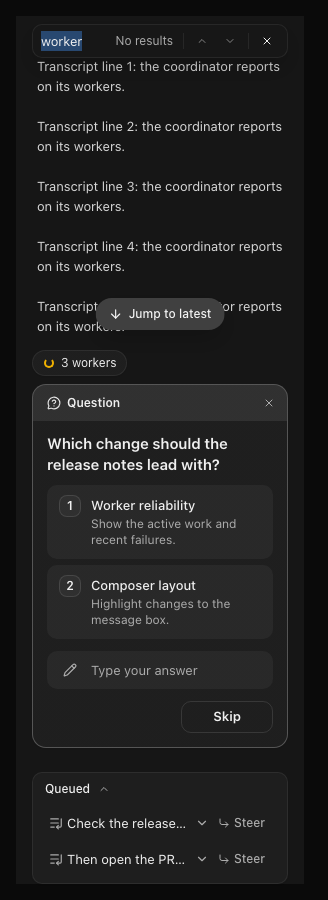 worker No results
Transcript line 1: the coordinator reports
on its workers.
Transcript line 2: the coordinator reports
on its workers.
Transcript line 3: the coordinator reports
on its workers.
Transcript line 4: the coordinator reports
on its workers.
Transcript or reports
on its workers.
Jump to latest
3 workers
Question
Which change should the
release notes lead with?
1 Worker reliability
Show the active work and
recent failures.
2 Composer layout
Highlight changes to the
message box.
Type your answer
Skip
Queued
Check the release... Steer
Then open the PR... Steer